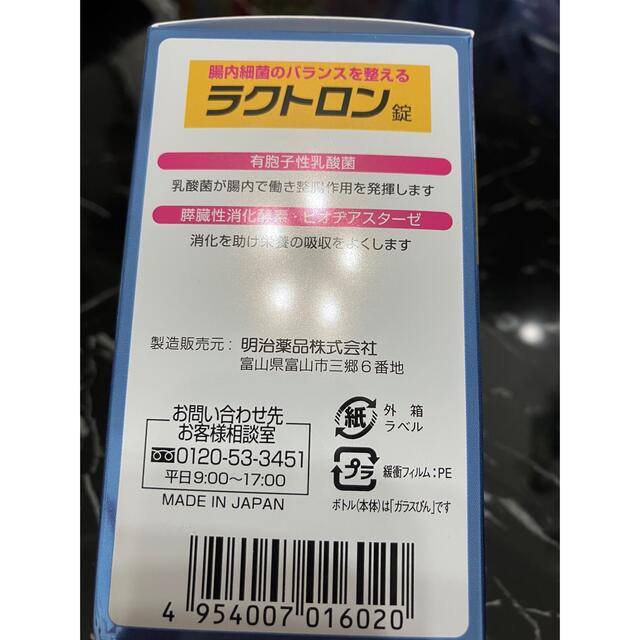 腸内細菌のバランスを整える
ラクトロン錠
有胞子性乳酸菌
乳酸菌が腸内で働き整腸作用を発揮します
膵臓性消化酵素・ビオヂアスターゼ
消化を助け栄養の吸収をよくします
製造販売元：明治薬品株式会社
富山県富山市三郷6番地
お問い合わせ先
お客様相談室
0120-53-3451
平日9:00〜17:00
MADE IN JAPAN
紙 外箱
ラベル
プラ 緩衝フィルム：PE
ボトル(本体)は「ガラスびん」です
4 954007 016020